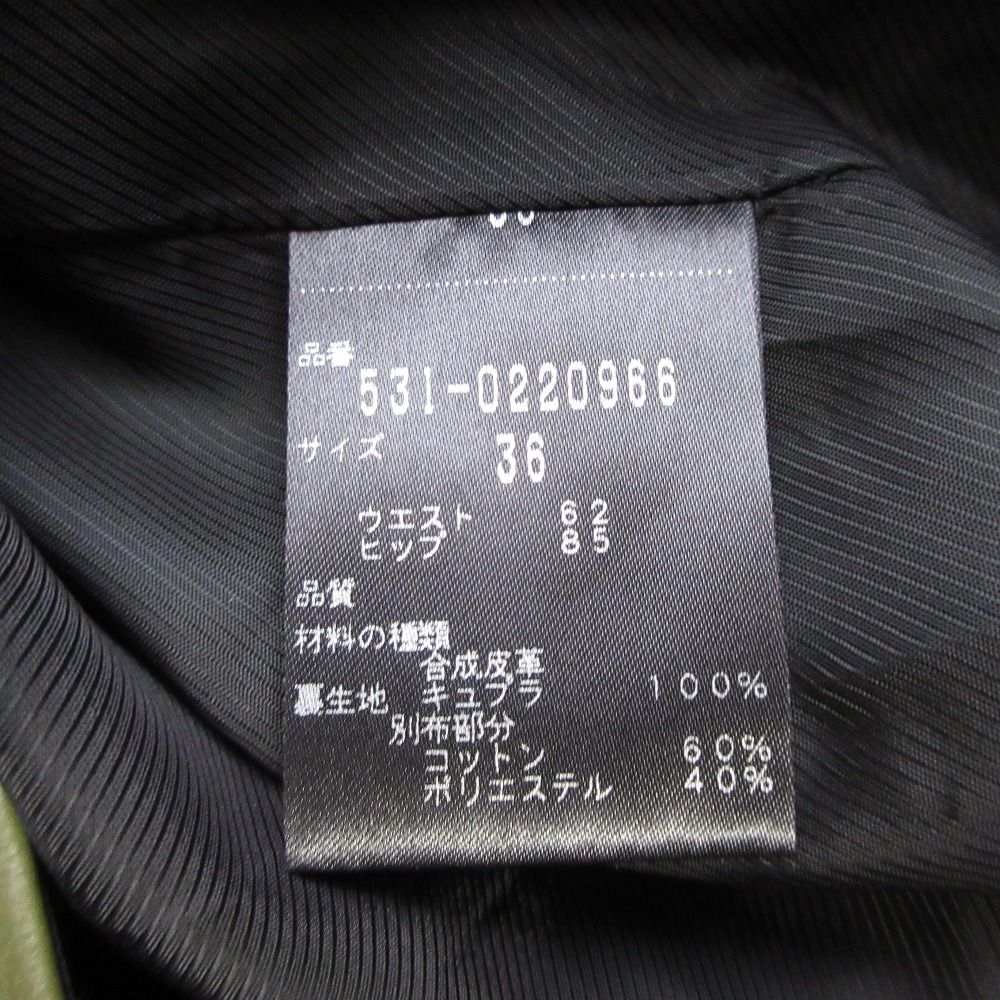 品番
531-0220966
サイズ 36
ウエスト 62
ヒップ 85
品質
材料の種類
合成皮革
裏生地 キュプラ 100%
別布部分
コットン 60%
ポリエステル 40%